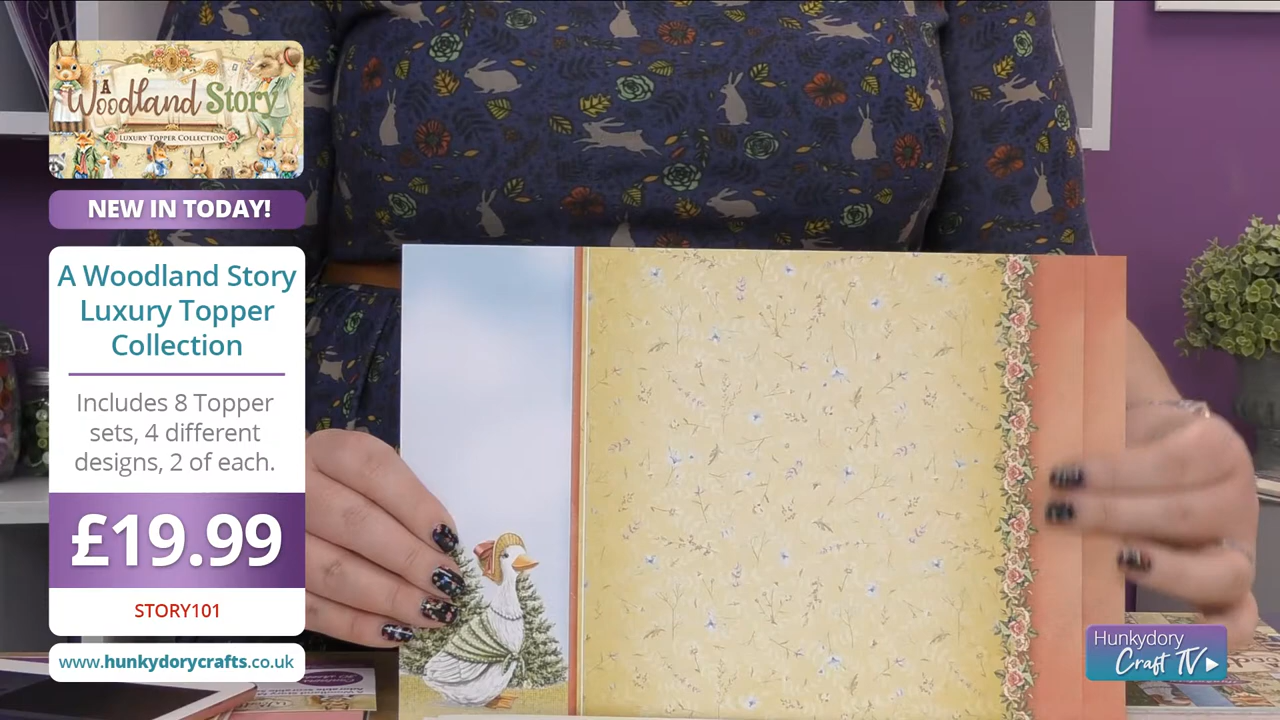 A
Woodland Story
LUXURY TOPPER COLLECTION
NEW IN TODAY!
A Woodland Story
Luxury Topper
Collection
Includes 8 Topper
sets, 4 different
designs, 2 of each.
£19.99
STORY101
www.hunkydorycrafts.co.uk
Hunkydory
Craft TV